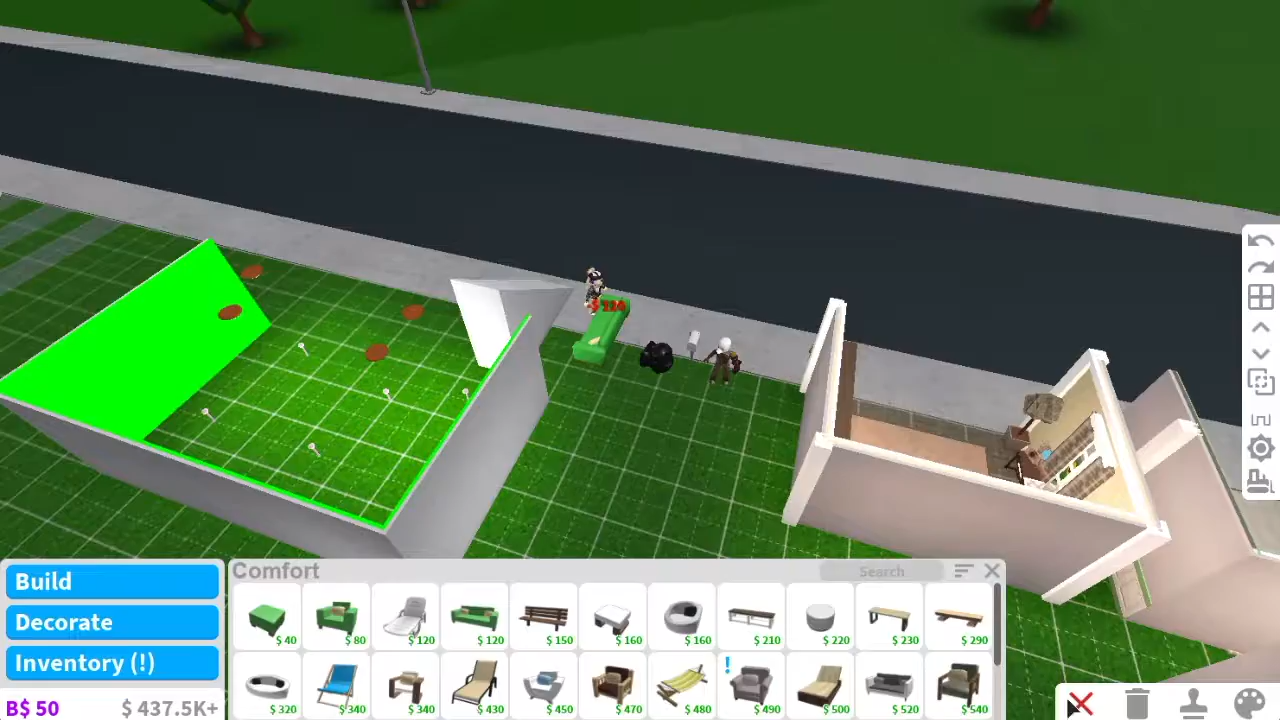 $ 120
Comfort
Search
Build
Decorate
Inventory (!)
B$ 50 $ 437.5K+
$ 40 $ 80 $ 120 $ 120 $ 150 $ 160 $ 160 $ 210 $ 220 $ 230 $ 290
!
$ 320 $ 340 $ 340 $ 430 $ 450 $ 470 $ 480 $ 490 $ 500 $ 520 $ 540